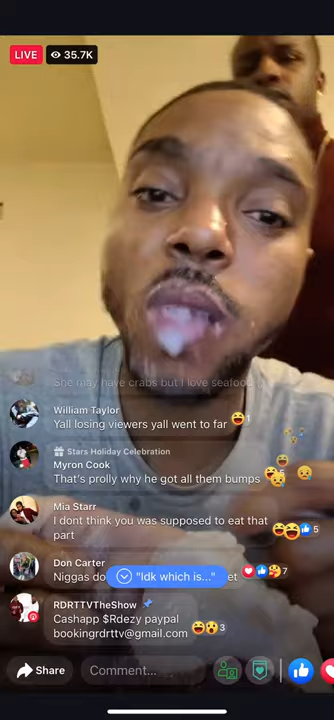 LIVE 35.7K
She may have crabs but I love seafood
William Taylor
Yall losing viewers yall went to far 😆 1
Stars Holiday Celebration
Myron Cook
That's prolly why he got all them bumps
Mia Starr
I dont think you was supposed to eat that
part
5
Don Carter
Niggas do
"Idk which is..."
et
7
RDRTTVTheShow
Cashapp $Rdezy paypal
bookingrdrttv@gmail.com
3
Share
Comment...